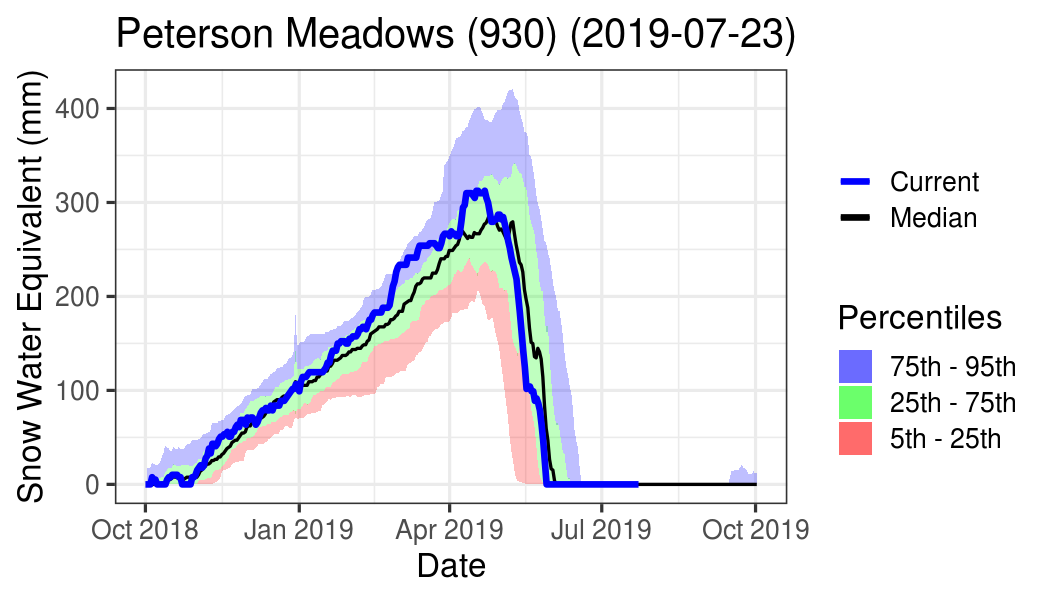 Peterson Meadows (930) (2019-07-23)
Snow Water Equivalent (mm)
400
300
200
100
0
Oct 2018
Jan 2019
Apr 2019
Jul 2019
Oct 2019
Date
Current
Median
Percentiles
75th - 95th
25th - 75th
5th - 25th